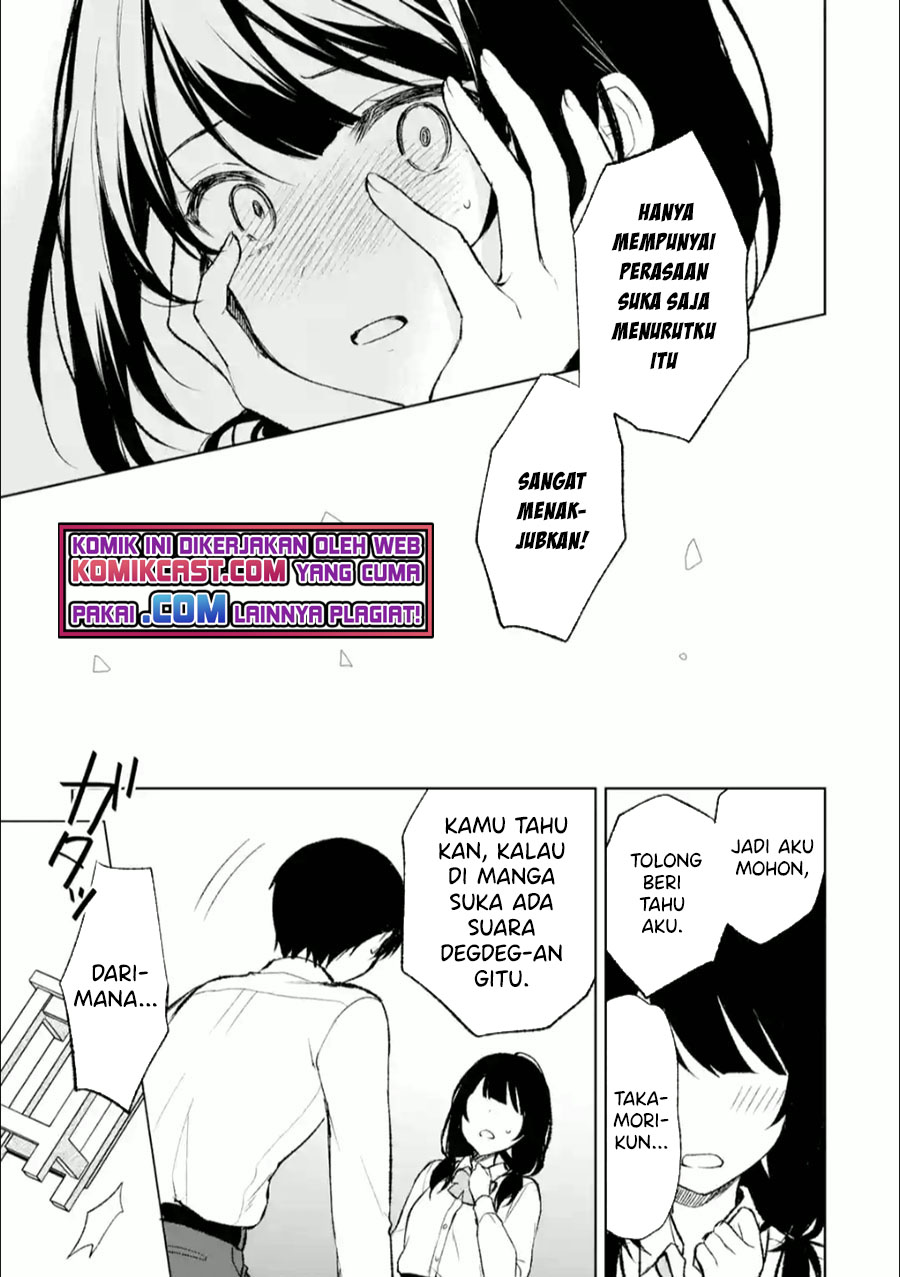 HANYA
MEMPUNYAI
PERASAAN
SUKA SAJA
MENURUTKU
ITU
SANGAT
MENAK-
JUBKAN!
KOMIK INI DIKERJAKAN OLEH WEB
KOMIKCAST.COM YANG CUMA
PAKAI .COM LAINNYA PLAGIAT!
JADI AKU
MOHON,
TOLONG
BERI
TAHU
AKU.
TAKA-
MORI-
KUN...
KAMU TAHU
KAN, KALAU
DI MANGA
SUKA ADA
SUARA
DEGDEG-AN
GITU.
ガタッ
DARI-
MANA...